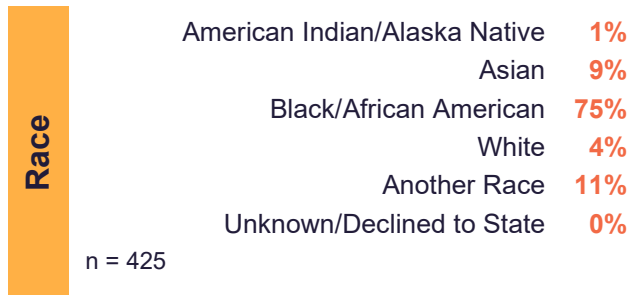 Race
American Indian/Alaska Native 1%
Asian 9%
Black/African American 75%
White 4%
Another Race 11%
Unknown/Declined to State 0%
n = 425